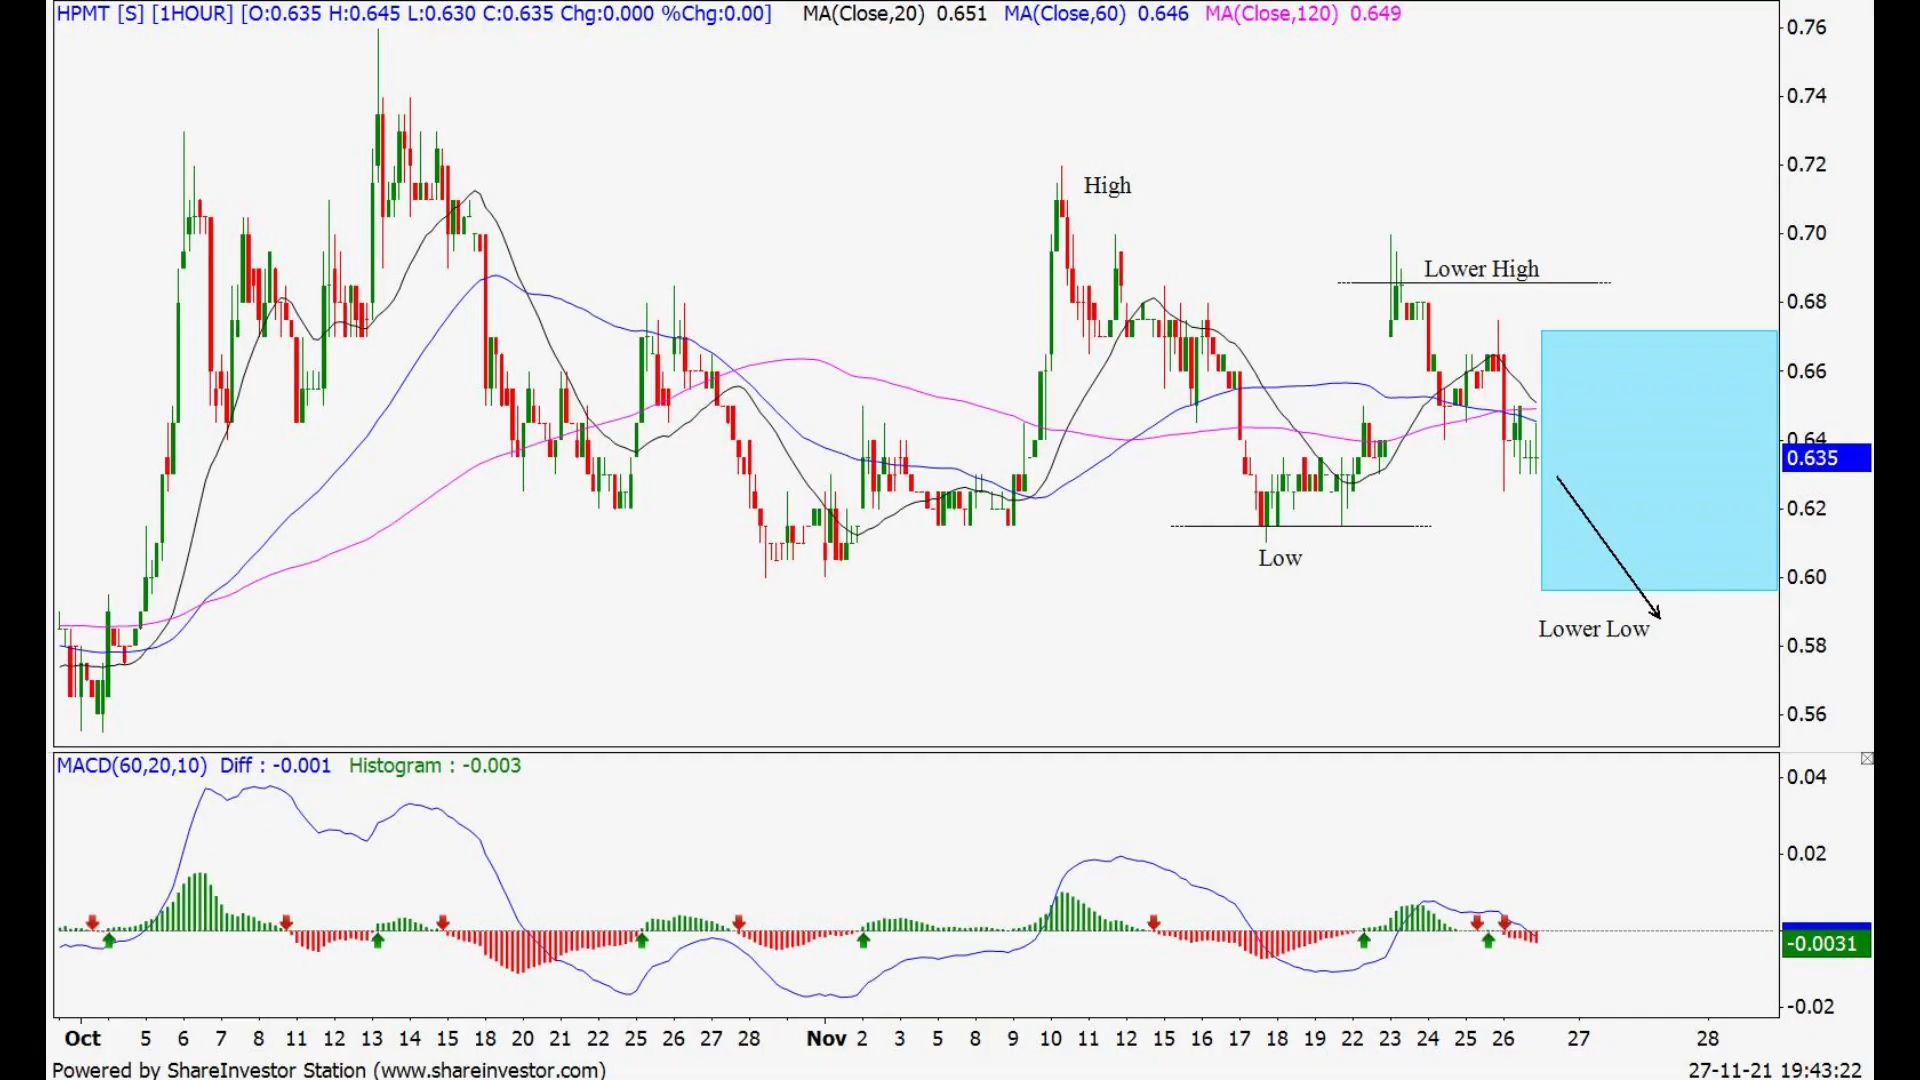 HPMT [S] [1HOUR] [O:0.635 H:0.645 L:0.630 C:0.635 Chg:0.000 %Chg:0.00] MA(Close,20) 0.651 MA(Close,60) 0.646 MA(Close,120) 0.649
0.76
0.74
0.72
High
0.70
Lower High
0.68
0.66
0.64
0.635
0.62
Low
0.60
Lower Low
0.58
0.56
MACD(60,20,10) Diff : -0.001 Histogram : -0.003
0.04
0.02
-0.0031
-0.02
Oct 5 6 7 8 11 12 13 14 15 18 20 21 22 25 26 27 28 Nov 2 3 5 8 9 10 11 12 15 16 17 18 19 22 23 24 25 26 27 28
Powered by ShareInvestor Station (www.shareinvestor.com) 27-11-21 19:43:22